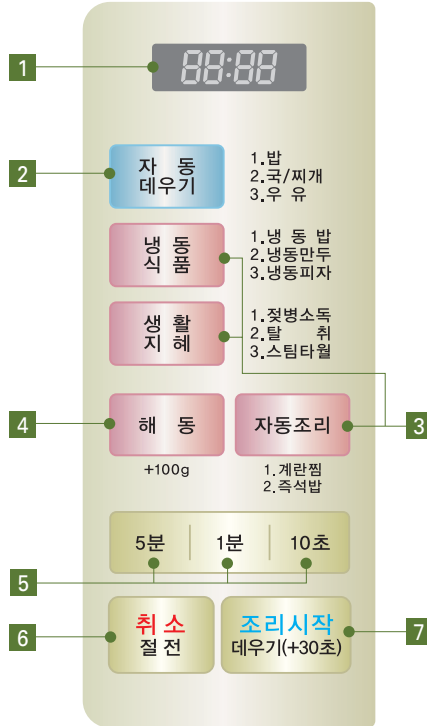 1
88:88
2
자 동
데우기
1.밥
2.국/찌개
3.우 유
냉 동
식 품
1.냉 동 밥
2.냉동만두
3.냉동피자
생 활
지 혜
1.젖병소독
2.탈 취
3.스팀타월
4
해 동
+100g
자동조리
1.계란찜
2.즉석밥
3
5분
1분
10초
5
6
취소
절전
조리시작
데우기(+30초)
7